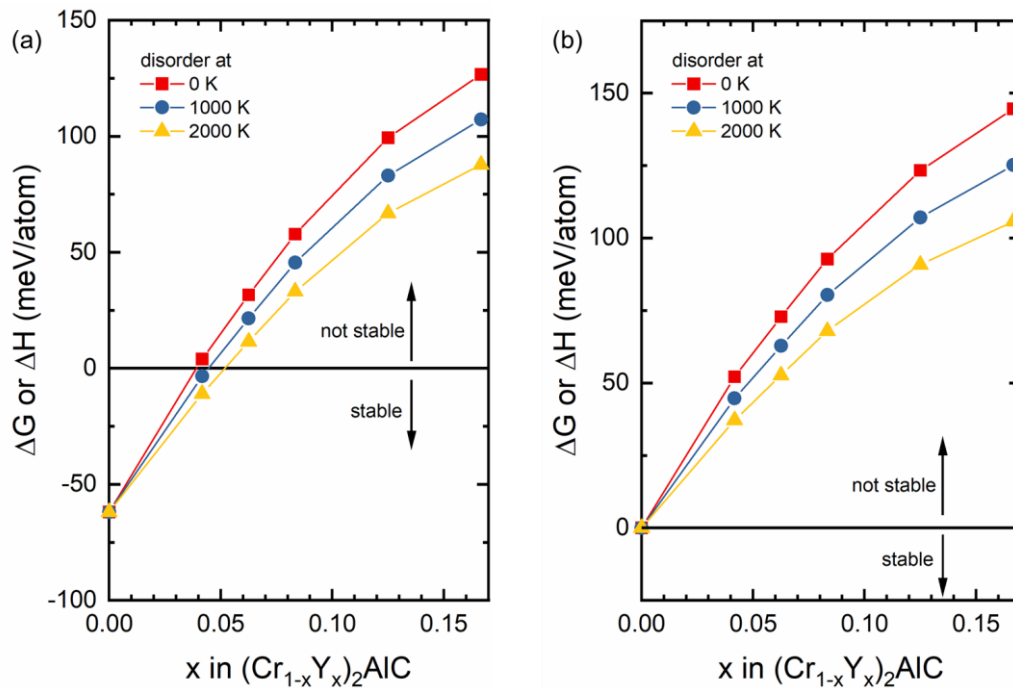 (a)
disorder at
0 K
1000 K
2000 K
ΔG or ΔH (meV/atom)
150
100
50
0
-50
-100
not stable
stable
0.00
0.05
0.10
0.15
x in (Cr₁₋ₓYₓ)₂AlC
(b)
disorder at
0 K
1000 K
2000 K
ΔG or ΔH (meV/atom)
150
100
50
0
not stable
stable
0.00
0.05
0.10
0.15
x in (Cr₁₋ₓYₓ)₂AlC